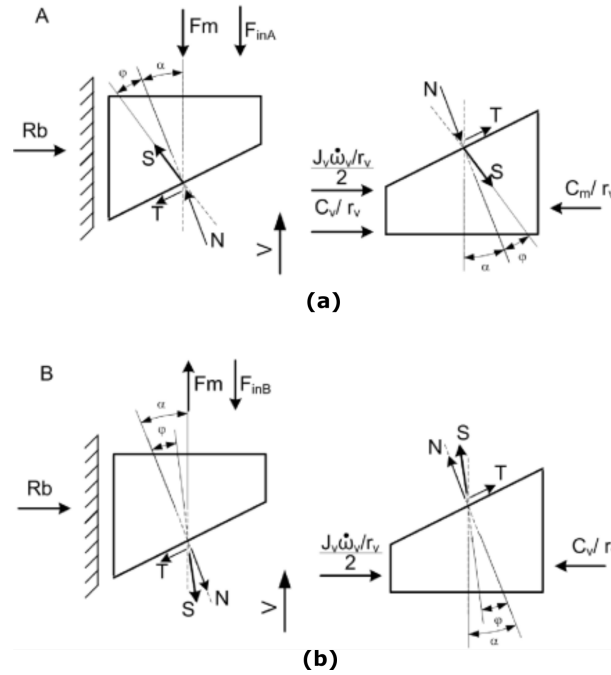 A
Fm
FinA
φ
α
Rb
S
T
N
V
N
T
S
Jᵥω̇ᵥ/rᵥ
2
Cᵥ/rᵥ
Cm/rᵥ
α
φ
(a)
B
Fm
FinB
α
φ
Rb
T
S
N
V
S
N
T
Jᵥω̇ᵥ/rᵥ
2
Cᵥ/r
φ
α
(b)